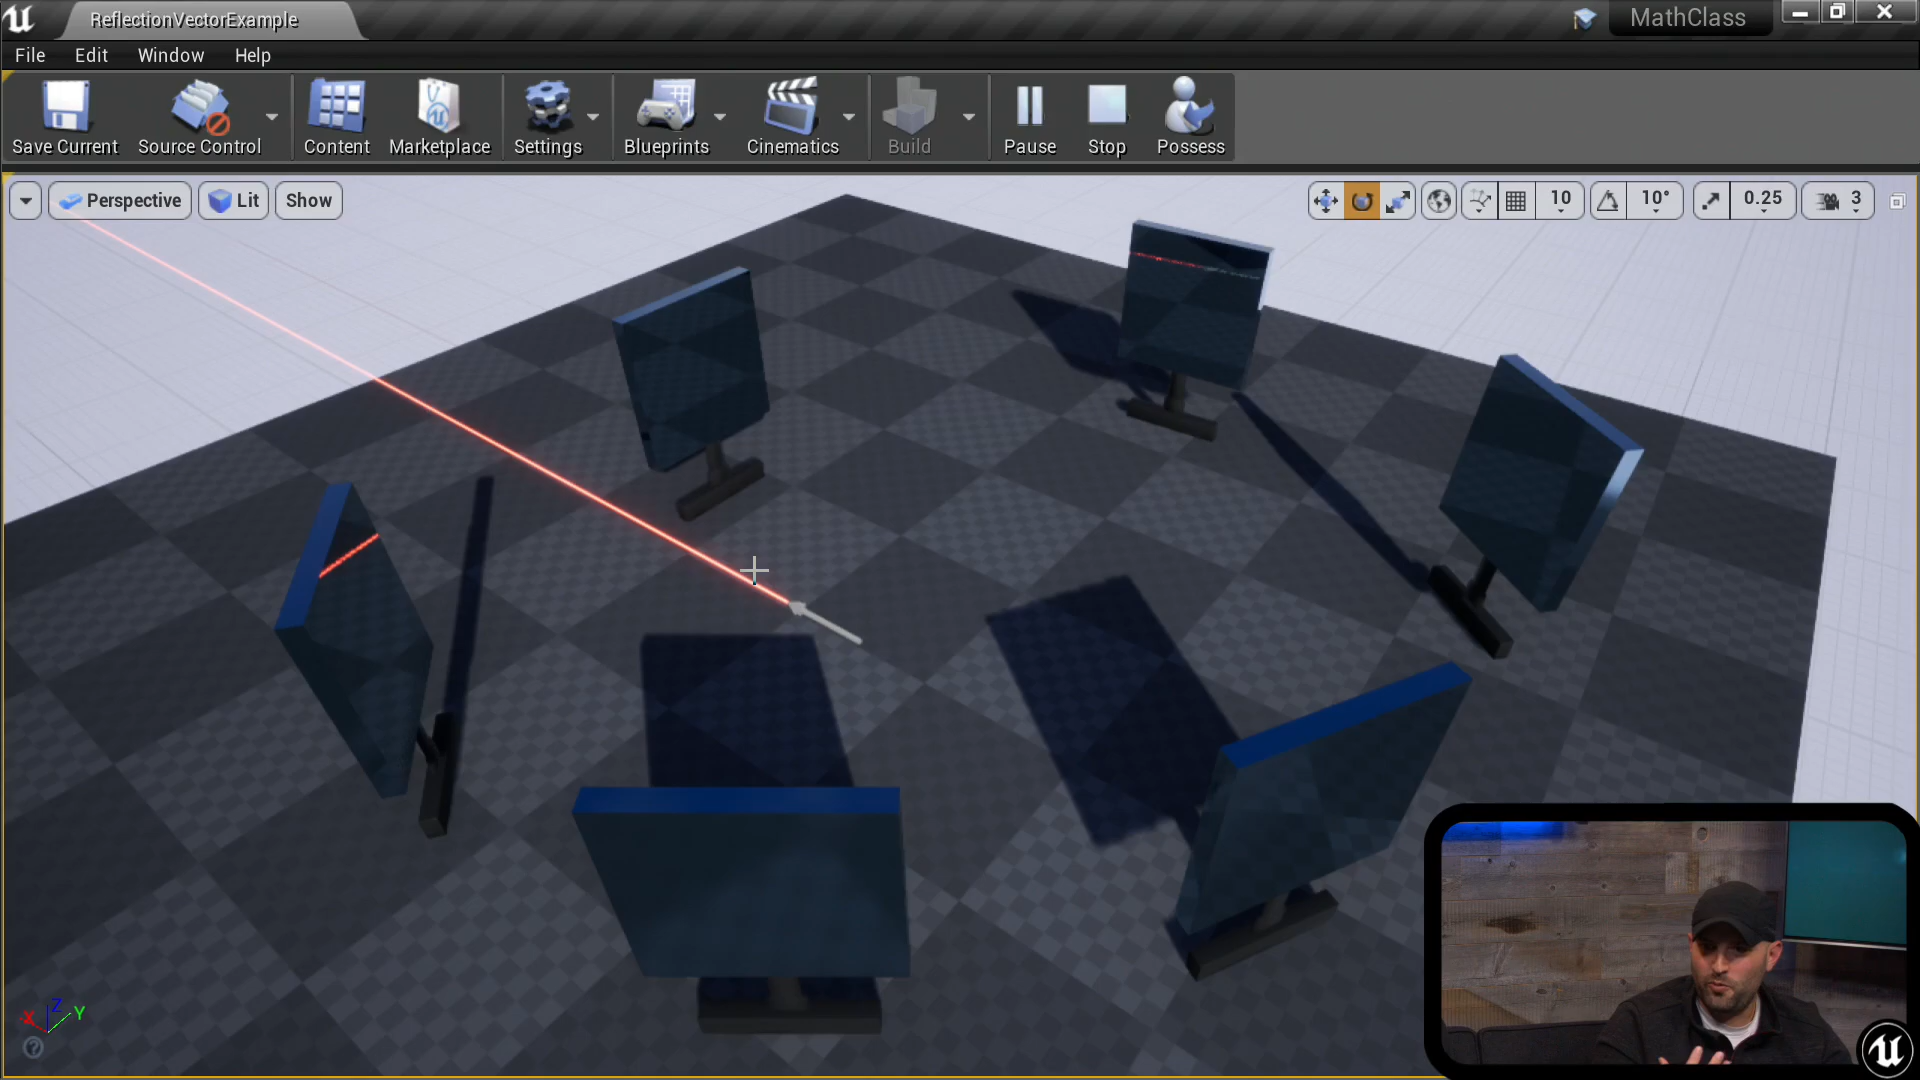 ReflectionVectorExample
MathClass
File Edit Window Help
Save Current Source Control Content Marketplace Settings Blueprints Cinematics Build Pause Stop Possess
Perspective Lit Show 10 10° 0.25 3
X Z Y
?